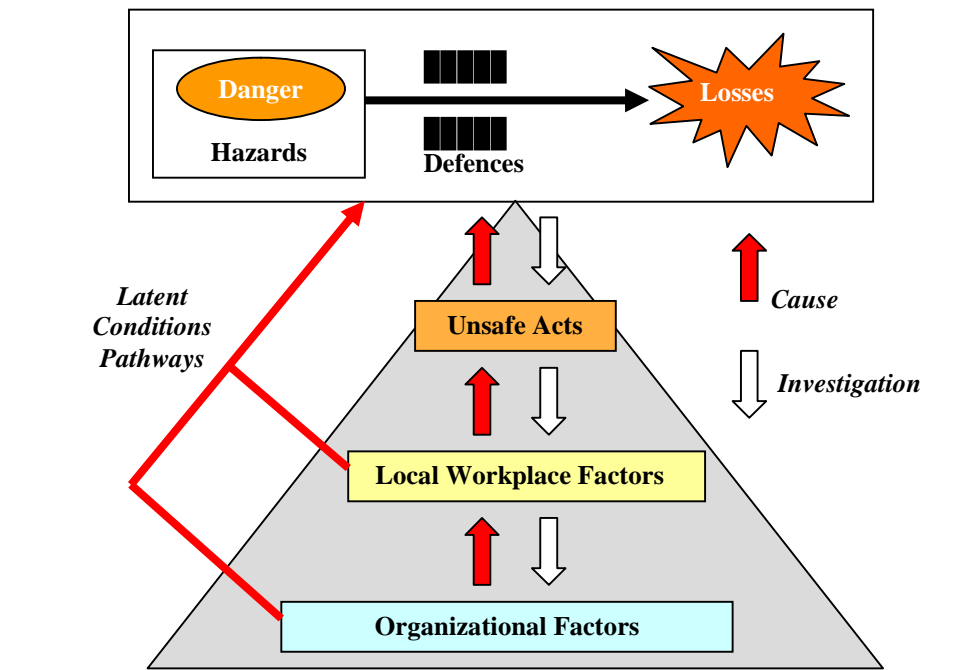 Danger
Losses
Hazards
Defences
Latent
Conditions
Pathways
Unsafe Acts
Cause
Investigation
Local Workplace Factors
Organizational Factors